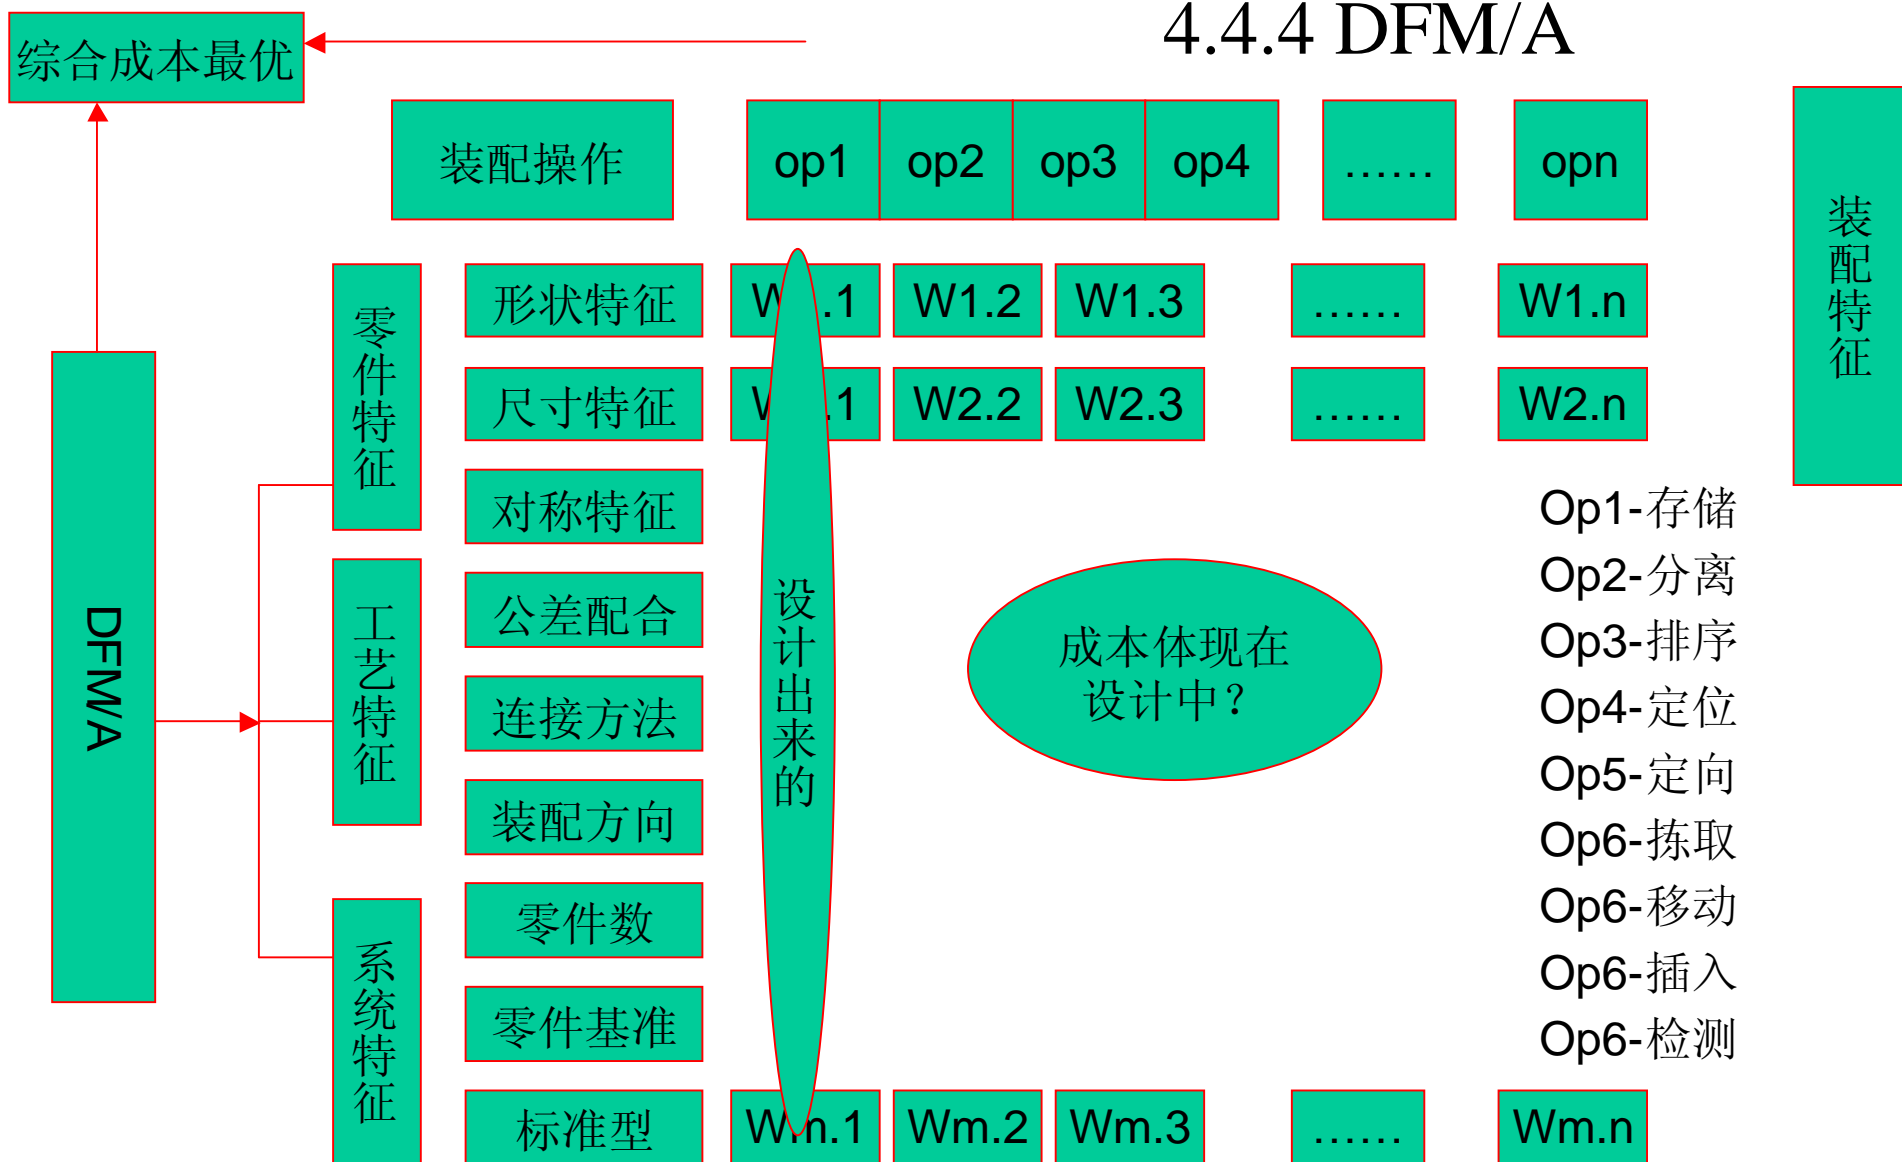 4.4.4 DFM/A
综合成本最优
装配操作 op1 op2 op3 op4 …… opn
装配特征
DFM/A
零件特征
工艺特征
系统特征
形状特征 W .1 W1.2 W1.3 …… W1.n
尺寸特征 W .1 W2.2 W2.3 …… W2.n
对称特征
公差配合
连接方法
装配方向
零件数
零件基准
标准型 Wm.1 Wm.2 Wm.3 …… Wm.n
设计出来的
成本体现在
设计中？
Op1-存储
Op2-分离
Op3-排序
Op4-定位
Op5-定向
Op6-拣取
Op6-移动
Op6-插入
Op6-检测